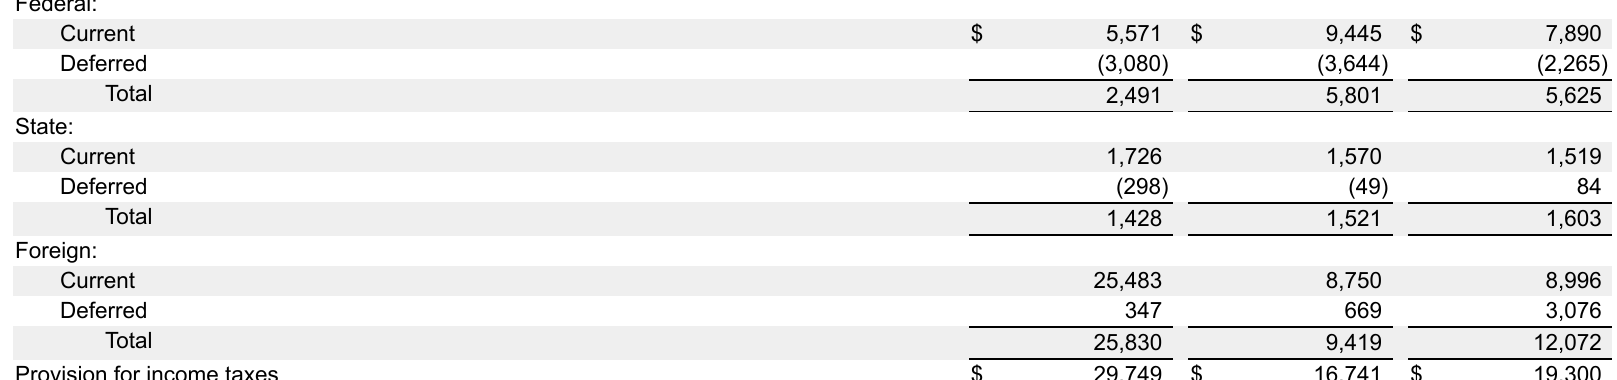 Federal:
Current $ 5,571 $ 9,445 $ 7,890
Deferred (3,080) (3,644) (2,265)
Total 2,491 5,801 5,625
State:
Current 1,726 1,570 1,519
Deferred (298) (49) 84
Total 1,428 1,521 1,603
Foreign:
Current 25,483 8,750 8,996
Deferred 347 669 3,076
Total 25,830 9,419 12,072
Provision for income taxes $ 29,749 $ 16,741 $ 19,300